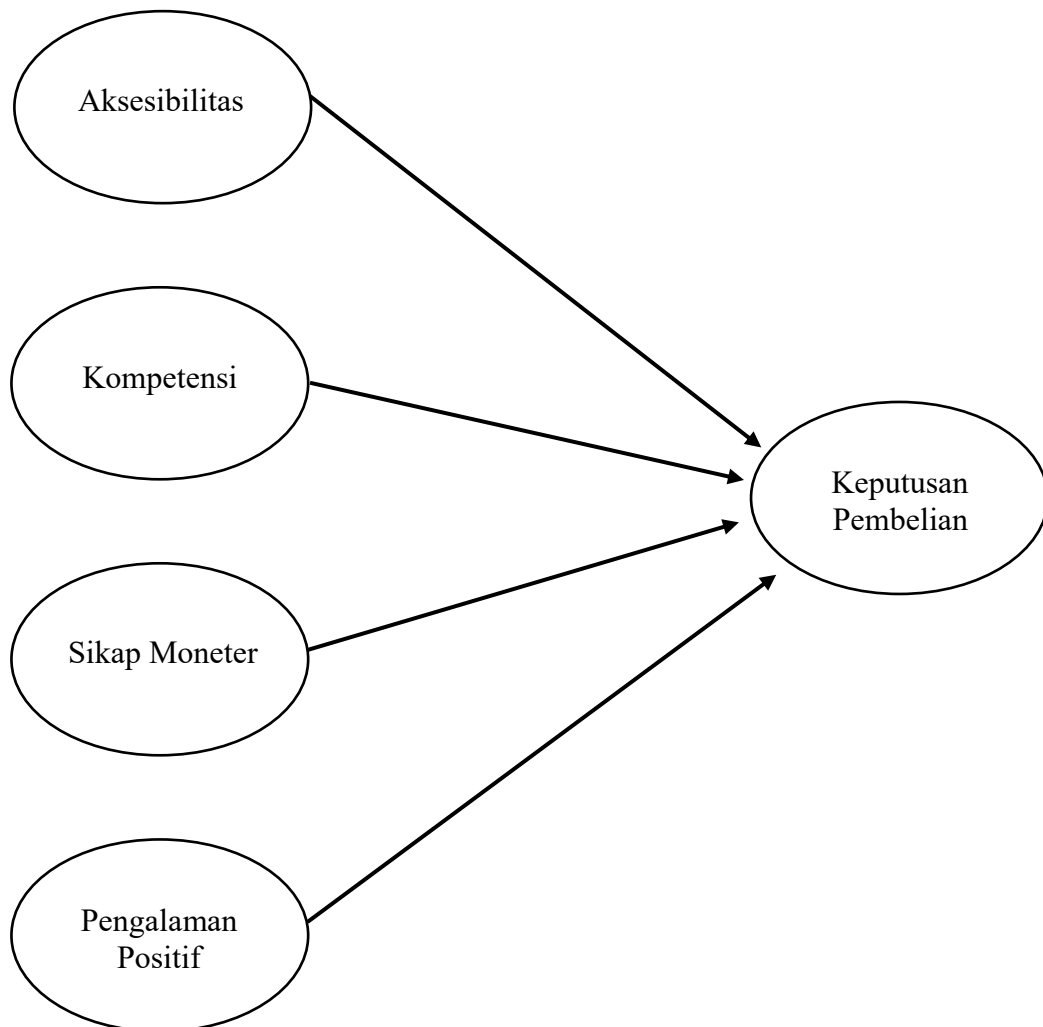 Aksesibilitas
Kompetensi
Keputusan
Pembelian
Sikap Moneter
Pengalaman
Positif